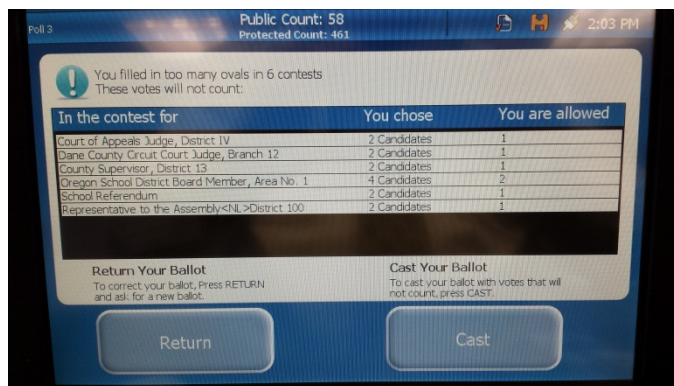 Poll 3
Public Count: 58
Protected Count: 461
2:03 PM
You filled in too many ovals in 6 contests
These votes will not count:
In the contest for You chose You are allowed
Court of Appeals Judge, District IV 2 Candidates 1
Dane County Circuit Court Judge, Branch 12 2 Candidates 1
County Supervisor, District 13 2 Candidates 1
Oregon School District Board Member, Area No. 1 4 Candidates 2
School Referendum 2 Candidates 1
Representative to the Assembly<NL>District 100 2 Candidates 1
Return Your Ballot
To correct your ballot, Press RETURN
and ask for a new ballot.
Cast Your Ballot
To cast your ballot with votes that will
not count, press CAST.
Return
Cast